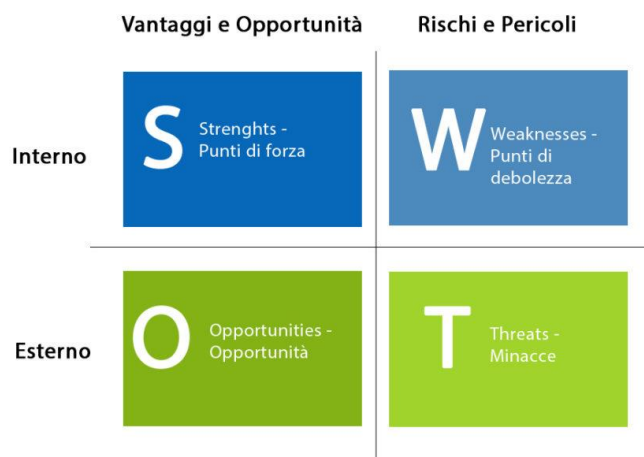 Vantaggi e Opportunità
Rischi e Pericoli
Interno
S
Strenghts -
Punti di forza
W
Weaknesses -
Punti di
debolezza
Esterno
O
Opportunities -
Opportunità
T
Threats -
Minacce